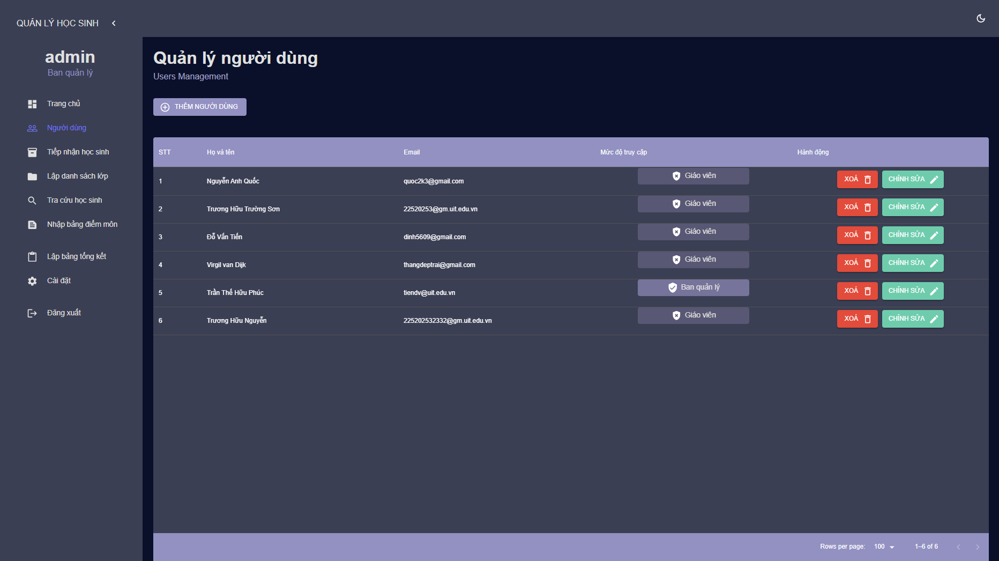 QUẢN LÝ HỌC SINH
admin
Ban quản lý
Trang chủ
Người dùng
Tiếp nhận học sinh
Lập danh sách lớp
Tra cứu học sinh
Nhập bảng điểm môn
Lập bảng tổng kết
Cài đặt
Đăng xuất
Quản lý người dùng
Users Management
THÊM NGƯỜI DÙNG
STT Họ và tên Email Mức độ truy cập Hành động
1 Nguyễn Anh Quốc quoc2k3@gmail.com Giáo viên XOÁ CHỈNH SỬA
2 Trương Hữu Trường Sơn 22520253@gm.uit.edu.vn Giáo viên XOÁ CHỈNH SỬA
3 Đỗ Văn Tiến dinh5609@gmail.com Giáo viên XOÁ CHỈNH SỬA
4 Virgil van Dijk thangdeptrai@gmail.com Giáo viên XOÁ CHỈNH SỬA
5 Trần Thế Hữu Phúc tiendv@uit.edu.vn Ban quản lý XOÁ CHỈNH SỬA
6 Trương Hữu Nguyễn 225202532332@gm.uit.edu.vn Giáo viên XOÁ CHỈNH SỬA
Rows per page: 100 1–6 of 6